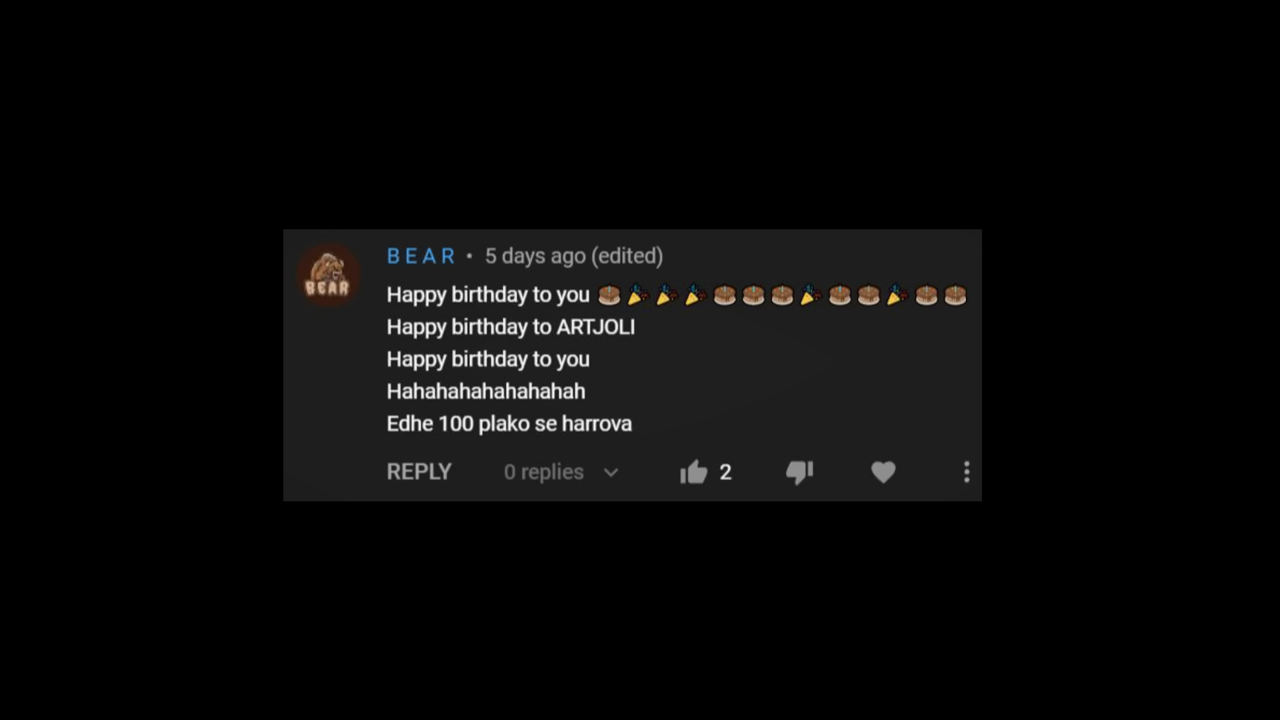 BEAR
B E A R • 5 days ago (edited)
Happy birthday to you 🎂🎉🎉🎉🎂🎂🎂🎉🎂🎂🎉🎂🎂
Happy birthday to ARTJOLI
Happy birthday to you
Hahahahahahahahah
Edhe 100 plako se harrova
REPLY 0 replies 2